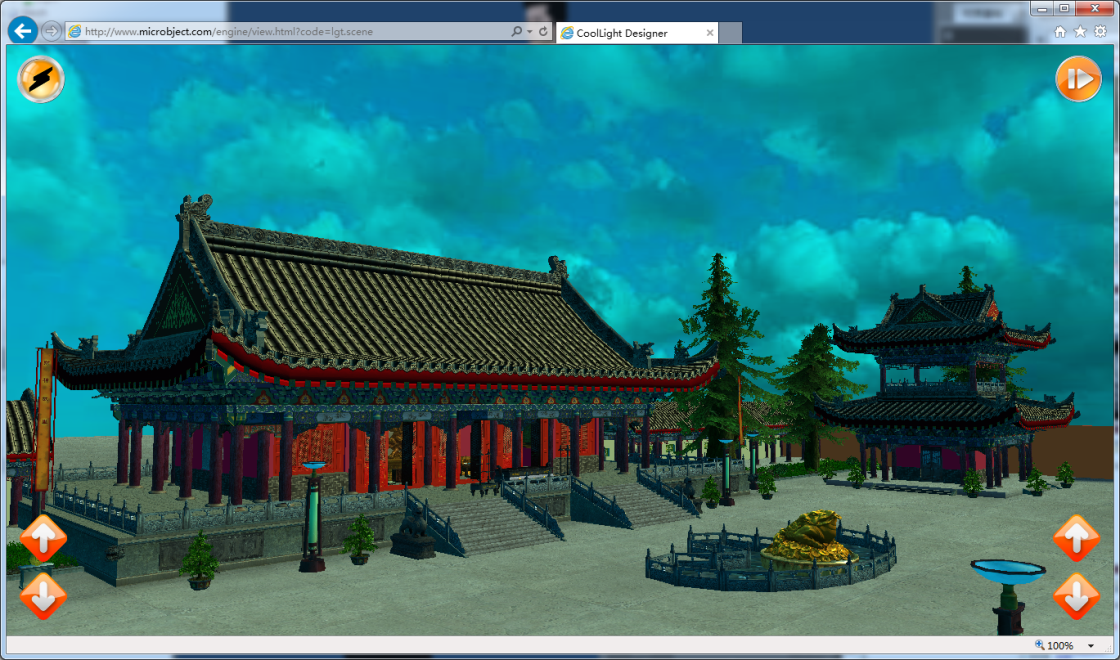 http://www.microbject.com/engine/view.html?code=lgt.scene
CoolLight Designer
100%